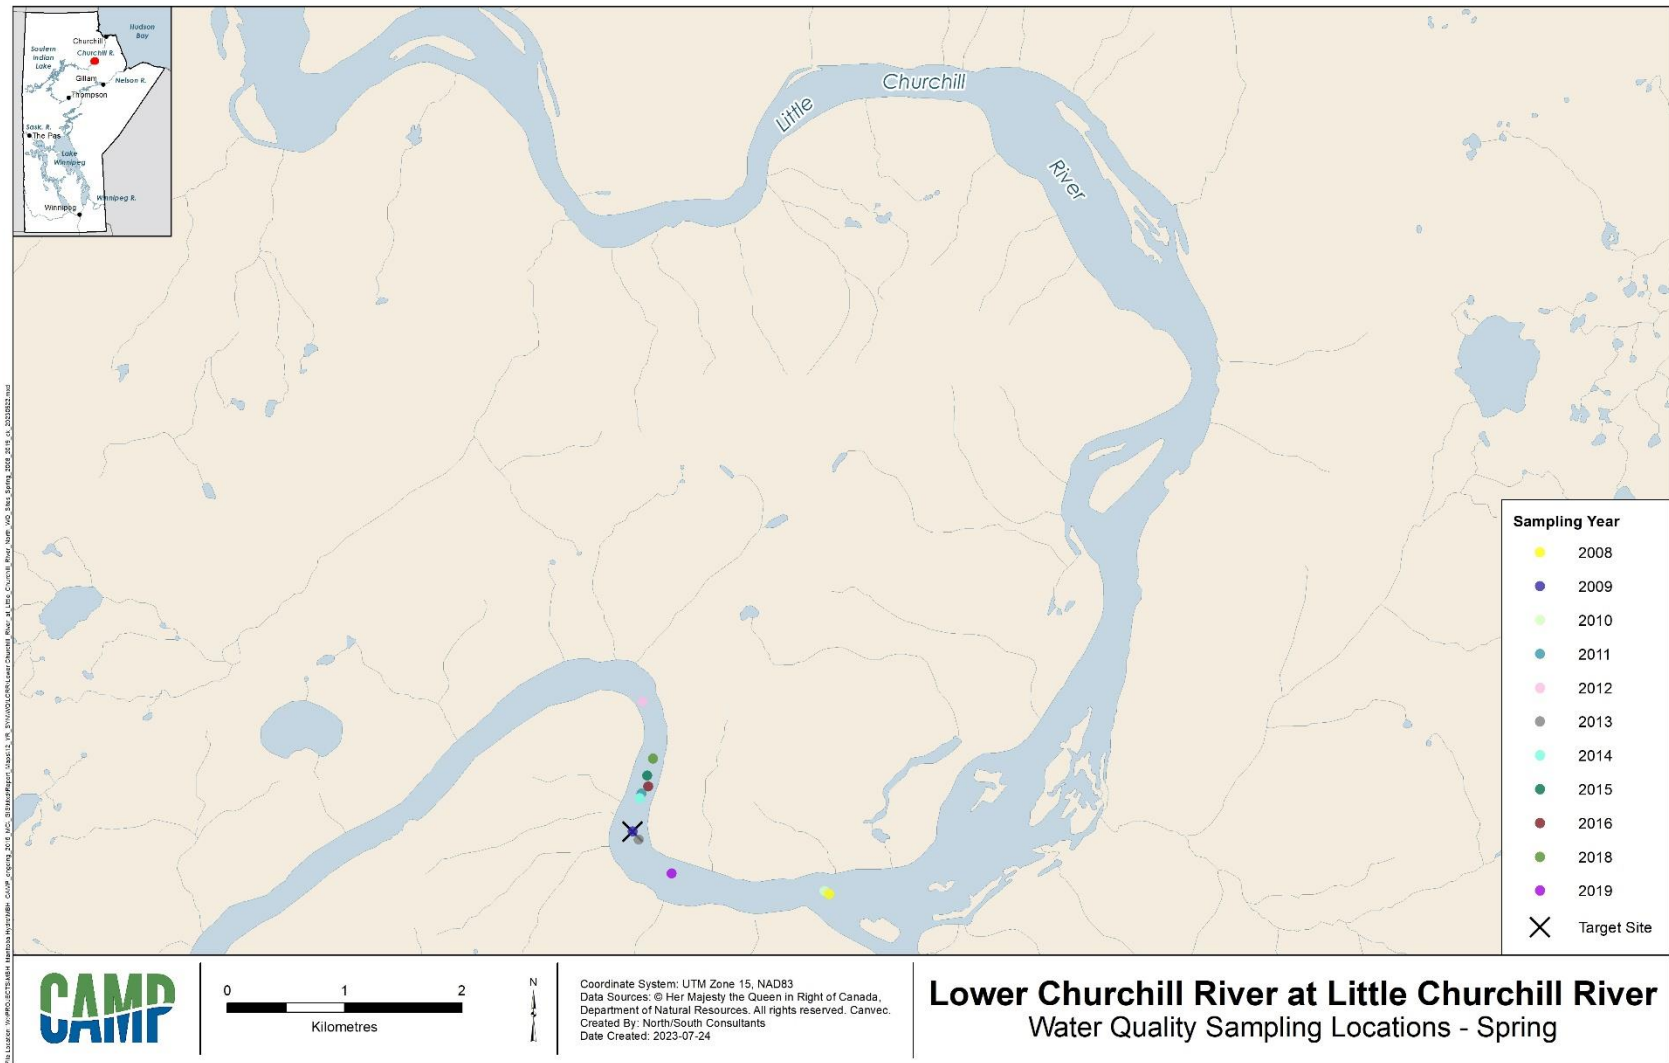 Hudson
Bay
Churchill
Churchill R.
Southern
Indian
Lake
Gillam
Nelson R.
Thompson
Sask. R.
The Pas
Lake
Winnipeg
Winnipeg R.
Winnipeg
Little
Churchill
River
Sampling Year
2008
2009
2010
2011
2012
2013
2014
2015
2016
2018
2019
Target Site
CAMP
0 1 2
Kilometres
N
Coordinate System: UTM Zone 15, NAD83
Data Sources: © Her Majesty the Queen in Right of Canada,
Department of Natural Resources. All rights reserved. Canvec.
Created By: North/South Consultants
Date Created: 2023-07-24
Lower Churchill River at Little Churchill River
Water Quality Sampling Locations - Spring